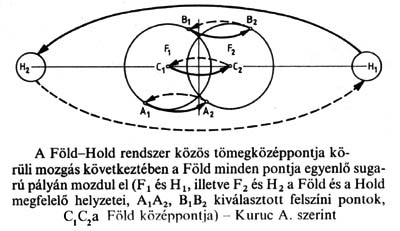 B₁ B₂
F₁ F₂
H₂ C₁ C₂ H₁
A₁ A₂
A Föld–Hold rendszer közös tömegközéppontja kö-
rüli mozgás következtében a Föld minden pontja egyenlő suga-
rú pályán mozdul el (F₁ és H₁, illetve F₂ és H₂ a Föld és a Hold
megfelelő helyzetei, A₁A₂, B₁B₂ kiválasztott felszíni pontok,
C₁C₂a Föld középpontja) – Kuruc A. szerint